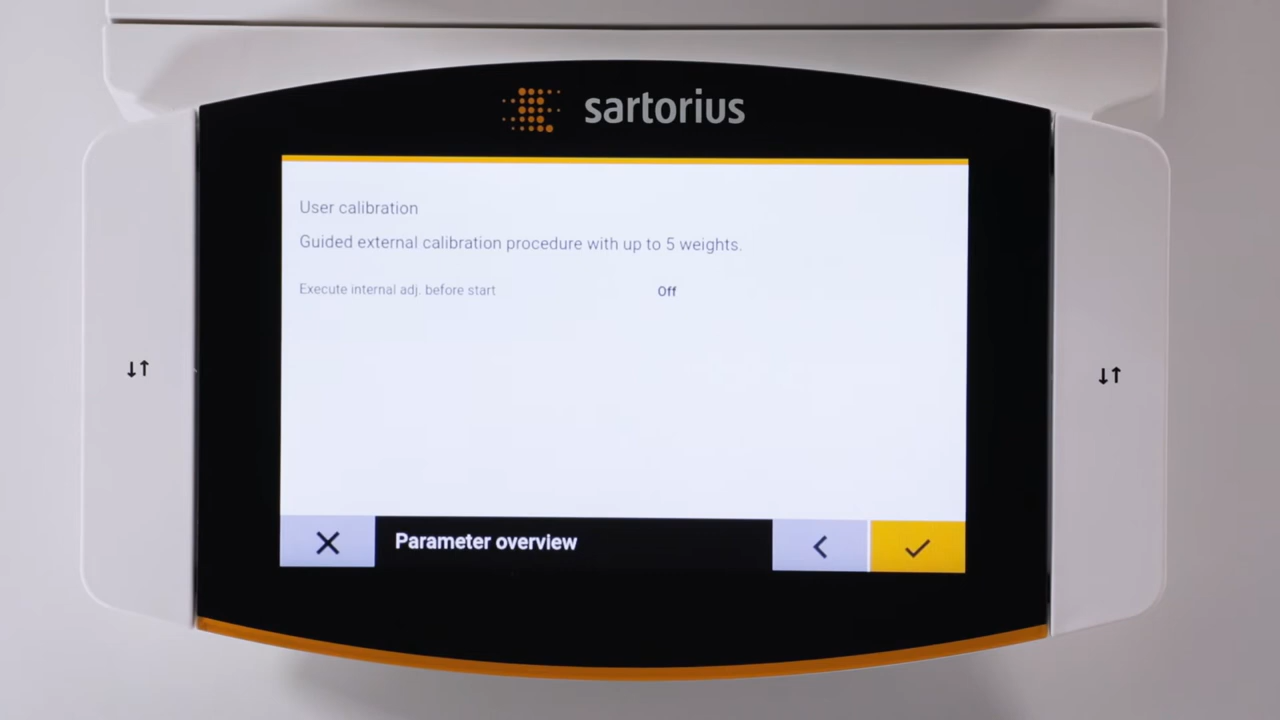 sartorius
User calibration
Guided external calibration procedure with up to 5 weights.
Execute internal adj. before start Off
Parameter overview